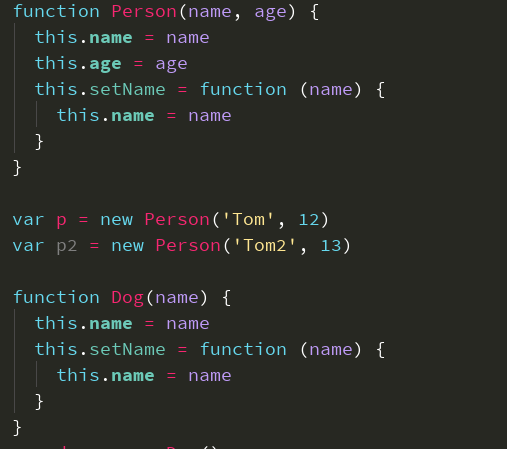 function Person(name, age) {
  this.name = name
  this.age = age
  this.setName = function (name) {
    this.name = name
  }
}

var p = new Person('Tom', 12)
var p2 = new Person('Tom2', 13)

function Dog(name) {
  this.name = name
  this.setName = function (name) {
    this.name = name
  }
}